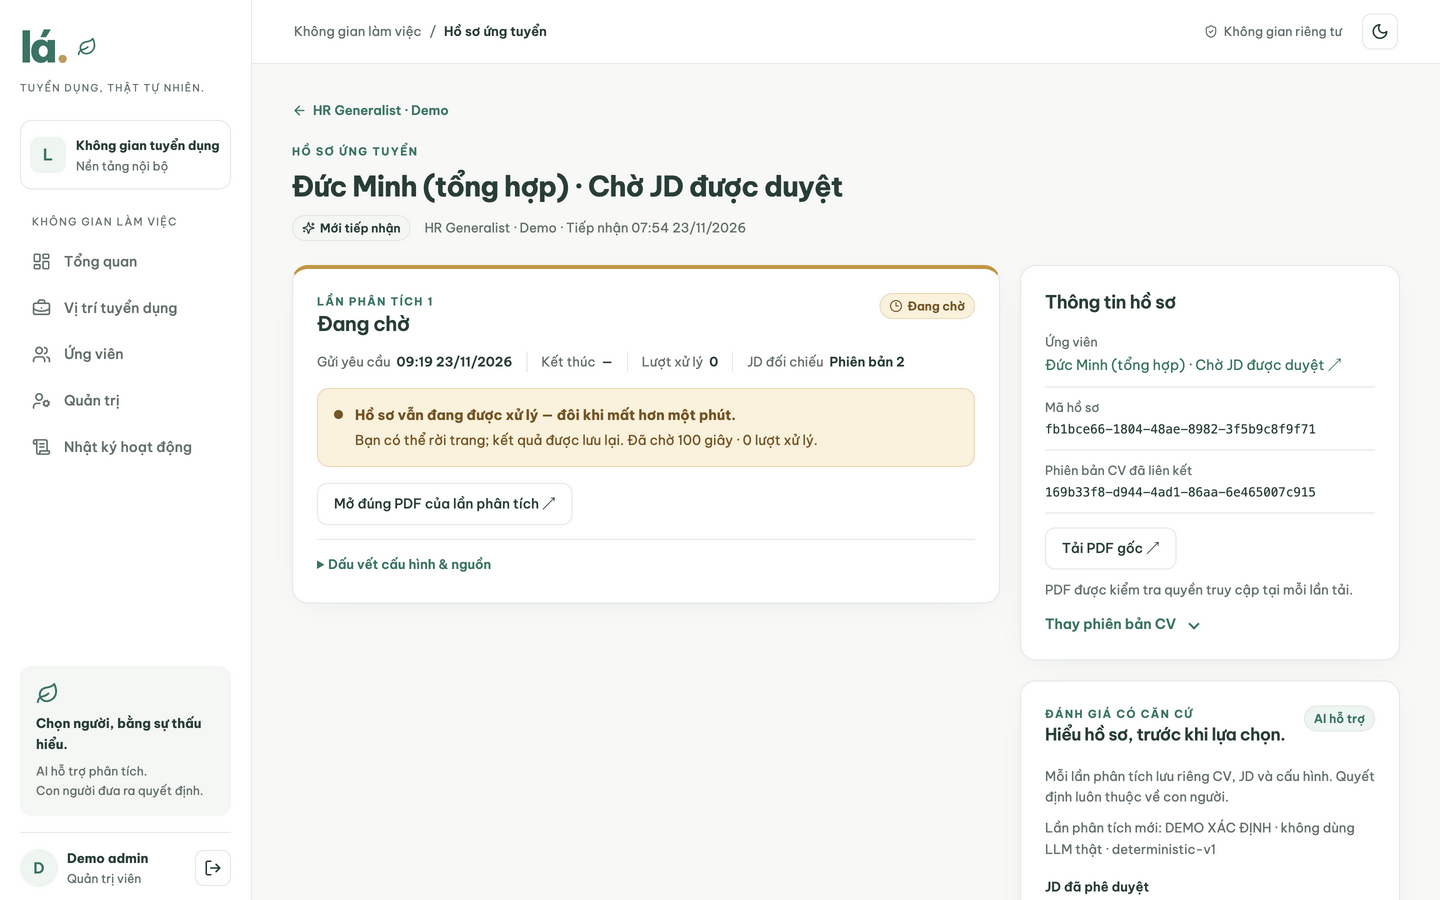 lá.
TUYỂN DỤNG, THẬT TỰ NHIÊN.
L
Không gian tuyển dụng
Nền tảng nội bộ
KHÔNG GIAN LÀM VIỆC
Tổng quan
Vị trí tuyển dụng
Ứng viên
Quản trị
Nhật ký hoạt động
Chọn người, bằng sự thấu
hiểu.
AI hỗ trợ phân tích.
Con người đưa ra quyết định.
D
Demo admin
Quản trị viên
Không gian làm việc / Hồ sơ ứng tuyển
Không gian riêng tư
← HR Generalist · Demo
HỒ SƠ ỨNG TUYỂN
Đức Minh (tổng hợp) · Chờ JD được duyệt
Mới tiếp nhận
HR Generalist · Demo · Tiếp nhận 07:54 23/11/2026
LẦN PHÂN TÍCH 1
Đang chờ
Đang chờ
Gửi yêu cầu 09:19 23/11/2026
Kết thúc —
Lượt xử lý 0
JD đối chiếu Phiên bản 2
Hồ sơ vẫn đang được xử lý — đôi khi mất hơn một phút.
Bạn có thể rời trang; kết quả được lưu lại. Đã chờ 100 giây · 0 lượt xử lý.
Mở đúng PDF của lần phân tích ↗
▶ Dấu vết cấu hình & nguồn
Thông tin hồ sơ
Ứng viên
Đức Minh (tổng hợp) · Chờ JD được duyệt ↗
Mã hồ sơ
fb1bce66-1804-48ae-8982-3f5b9c8f9f71
Phiên bản CV đã liên kết
169b33f8-d944-4ad1-86aa-6e465007c915
Tải PDF gốc ↗
PDF được kiểm tra quyền truy cập tại mỗi lần tải.
Thay phiên bản CV
ĐÁNH GIÁ CÓ CĂN CỨ
Hiểu hồ sơ, trước khi lựa chọn.
AI hỗ trợ
Mỗi lần phân tích lưu riêng CV, JD và cấu hình. Quyết
định luôn thuộc về con người.
Lần phân tích mới: DEMO XÁC ĐỊNH · không dùng
LLM thật · deterministic-v1
JD đã phê duyệt